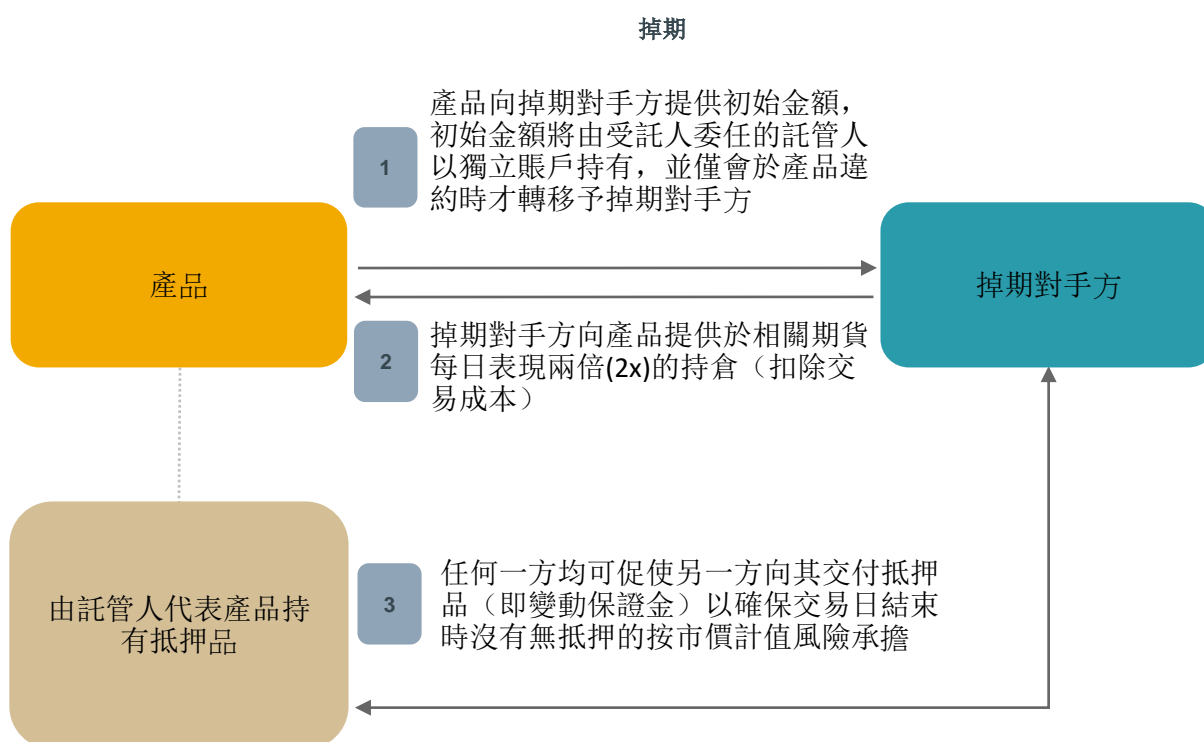 掉期
產品向掉期對手方提供初始金額，
初始金額將由受託人委任的託管人
以獨立賬戶持有，並僅會於產品違
約時才轉移予掉期對手方
1
產品
掉期對手方
2
掉期對手方向產品提供於相關期貨
每日表現兩倍(2x)的持倉（扣除交
易成本）
由託管人代表產品持
有抵押品
3
任何一方均可促使另一方向其交付抵押
品（即變動保證金）以確保交易日結束
時沒有無抵押的按市價計值風險承擔